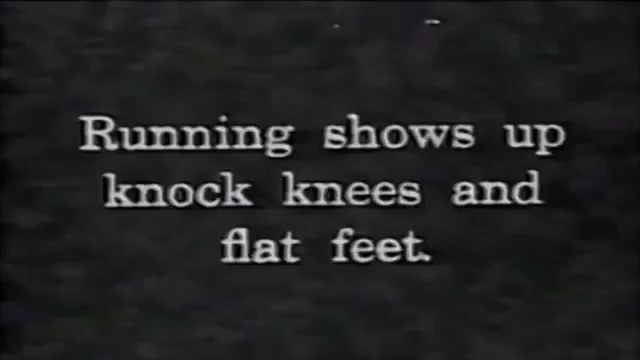 Running shows up
knock knees and
flat feet.